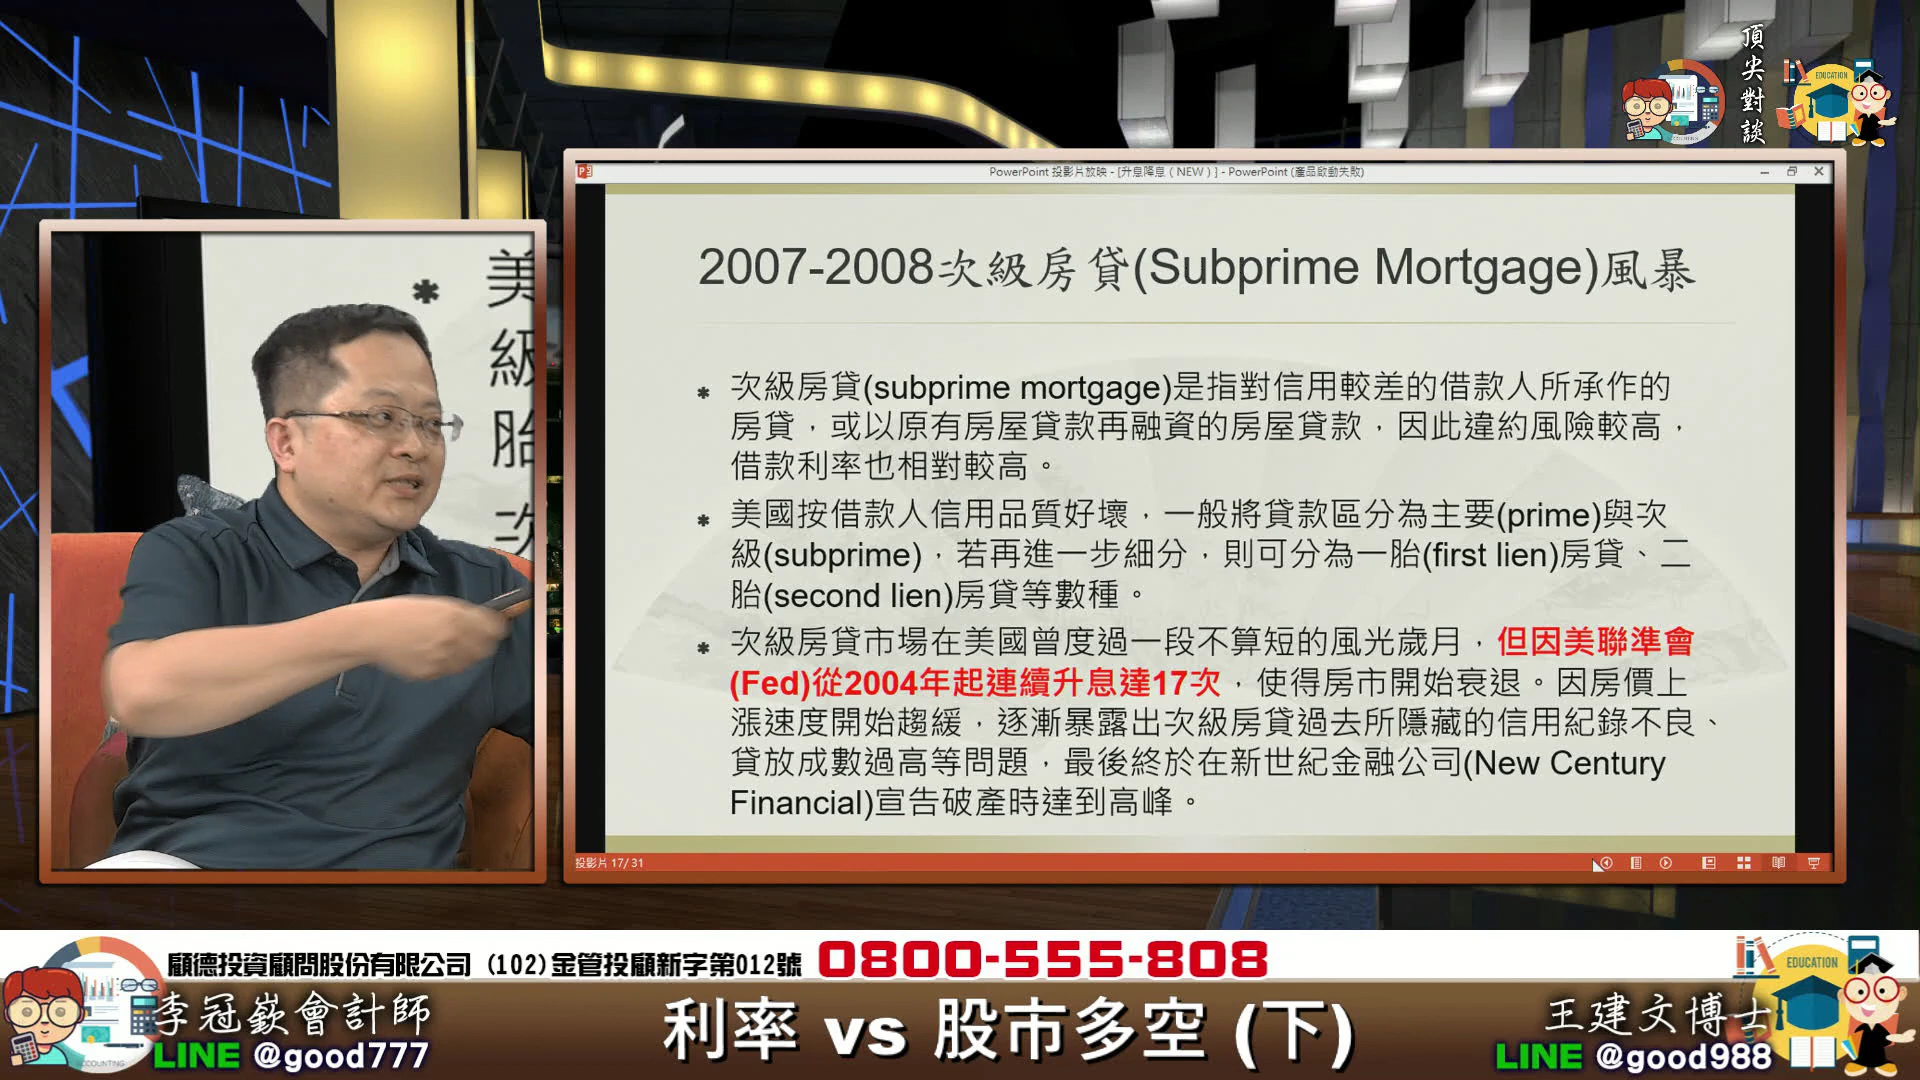 頂尖對談
EDUCATION
PowerPoint 投影片放映 - [升息降息（NEW）] - PowerPoint (產品啟動失敗)
美
級
胎
次
2007-2008次級房貸(Subprime Mortgage)風暴
* 次級房貸(subprime mortgage)是指對信用較差的借款人所承作的
房貸，或以原有房屋貸款再融資的房屋貸款，因此違約風險較高，
借款利率也相對較高。
* 美國按借款人信用品質好壞，一般將貸款區分為主要(prime)與次
級(subprime)，若再進一步細分，則可分為一胎(first lien)房貸、二
胎(second lien)房貸等數種。
* 次級房貸市場在美國曾度過一段不算短的風光歲月，但因美聯準會
(Fed)從2004年起連續升息達17次，使得房市開始衰退。因房價上
漲速度開始趨緩，逐漸暴露出次級房貸過去所隱藏的信用紀錄不良、
貸放成數過高等問題，最後終於在新世紀金融公司(New Century
Financial)宣告破產時達到高峰。
投影片 17/31
顧德投資顧問股份有限公司 (102)金管投顧新字第012號 0800-555-808
EDUCATION
李冠嶔會計師
ACCOUNTING
LINE @good777
利率 vs 股市多空 (下)
王建文博士
LINE @good988